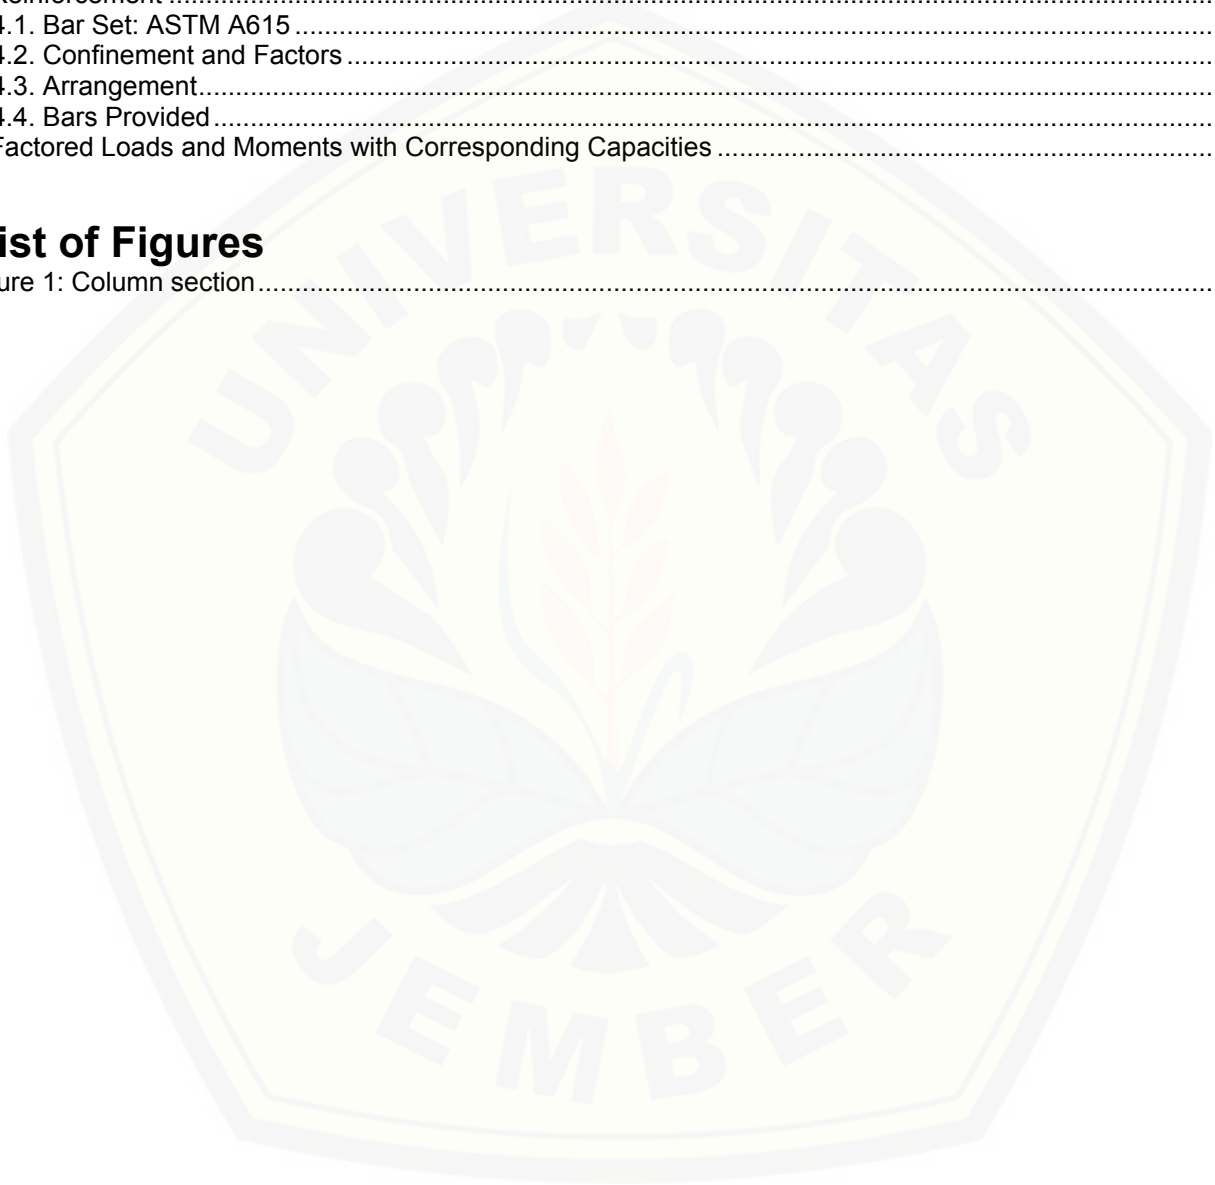 4.1. Bar Set: ASTM A615
4.2. Confinement and Factors
4.3. Arrangement
4.4. Bars Provided
Factored Loads and Moments with Corresponding Capacities
ist of Figures
ure 1: Column section
UNIVERSITAS
JEMBER